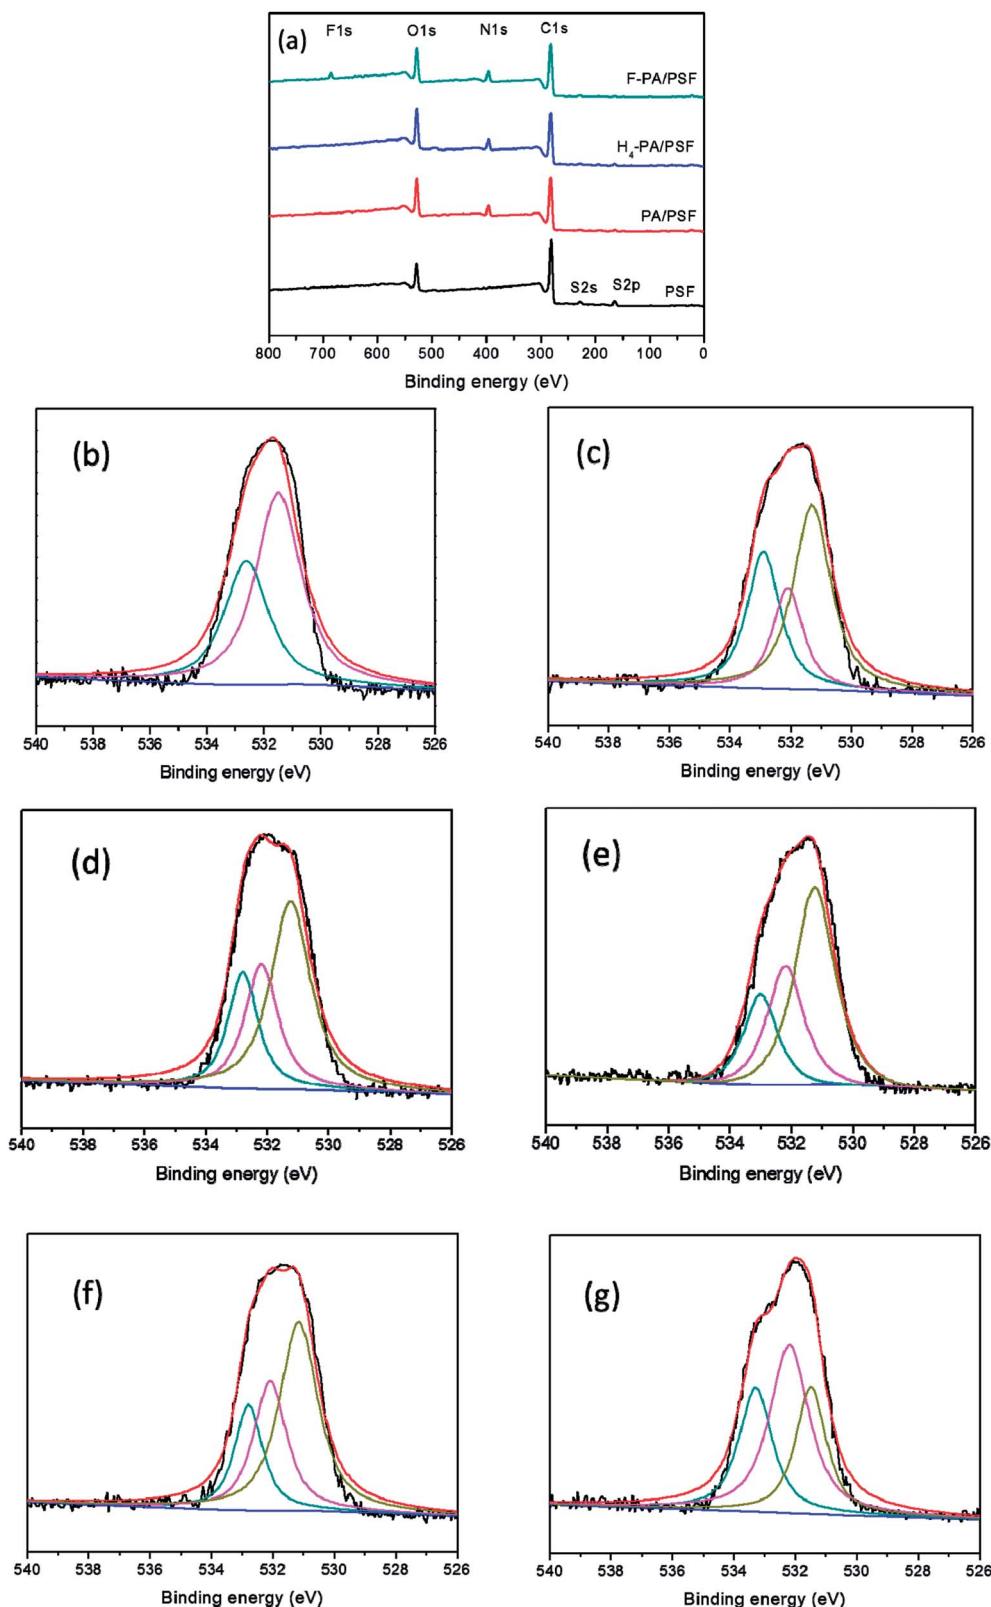 (a)
F1s O1s N1s C1s
F-PA/PSF
H₄-PA/PSF
PA/PSF
S2s S2p
PSF
800 700 600 500 400 300 200 100 0
Binding energy (eV)
(b)
540 538 536 534 532 530 528 526
Binding energy (eV)
(c)
540 538 536 534 532 530 528 526
Binding energy (eV)
(d)
540 538 536 534 532 530 528 526
Binding energy (eV)
(e)
540 538 536 534 532 530 528 526
Binding energy (eV)
(f)
540 538 536 534 532 530 528 526
Binding energy (eV)
(g)
540 538 536 534 532 530 528 526
Binding energy (eV)